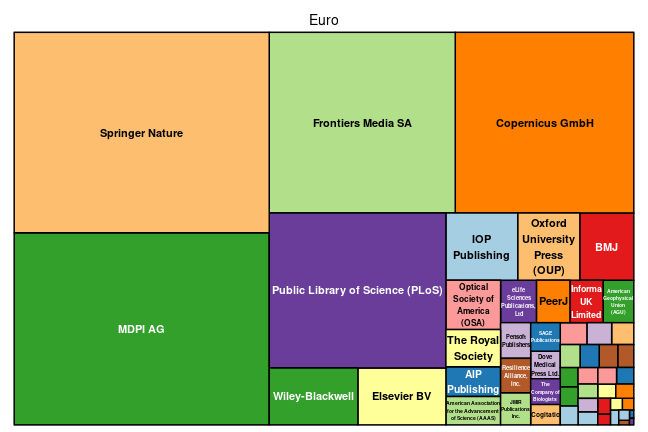 Euro
Springer Nature
Frontiers Media SA
Copernicus GmbH
MDPI AG
Public Library of Science (PLoS)
Wiley-Blackwell
Elsevier BV
IOP
Publishing
Oxford
University
Press
(OUP)
BMJ
Optical
Society of
America
(OSA)
eLife
Sciences
Publications,
Ltd
PeerJ
Informa
UK
Limited
American
Geophysical
Union
(AGU)
The Royal
Society
Pensoft
Publishers
SAGE
Publications
AIP
Publishing
Resilience
Alliance,
Inc.
Dove
Medical
Press Ltd.
The
Company of
Biologists
American Association
for the Advancement
of Science (AAAS)
JMIR
Publications
Inc.
Cogitatio